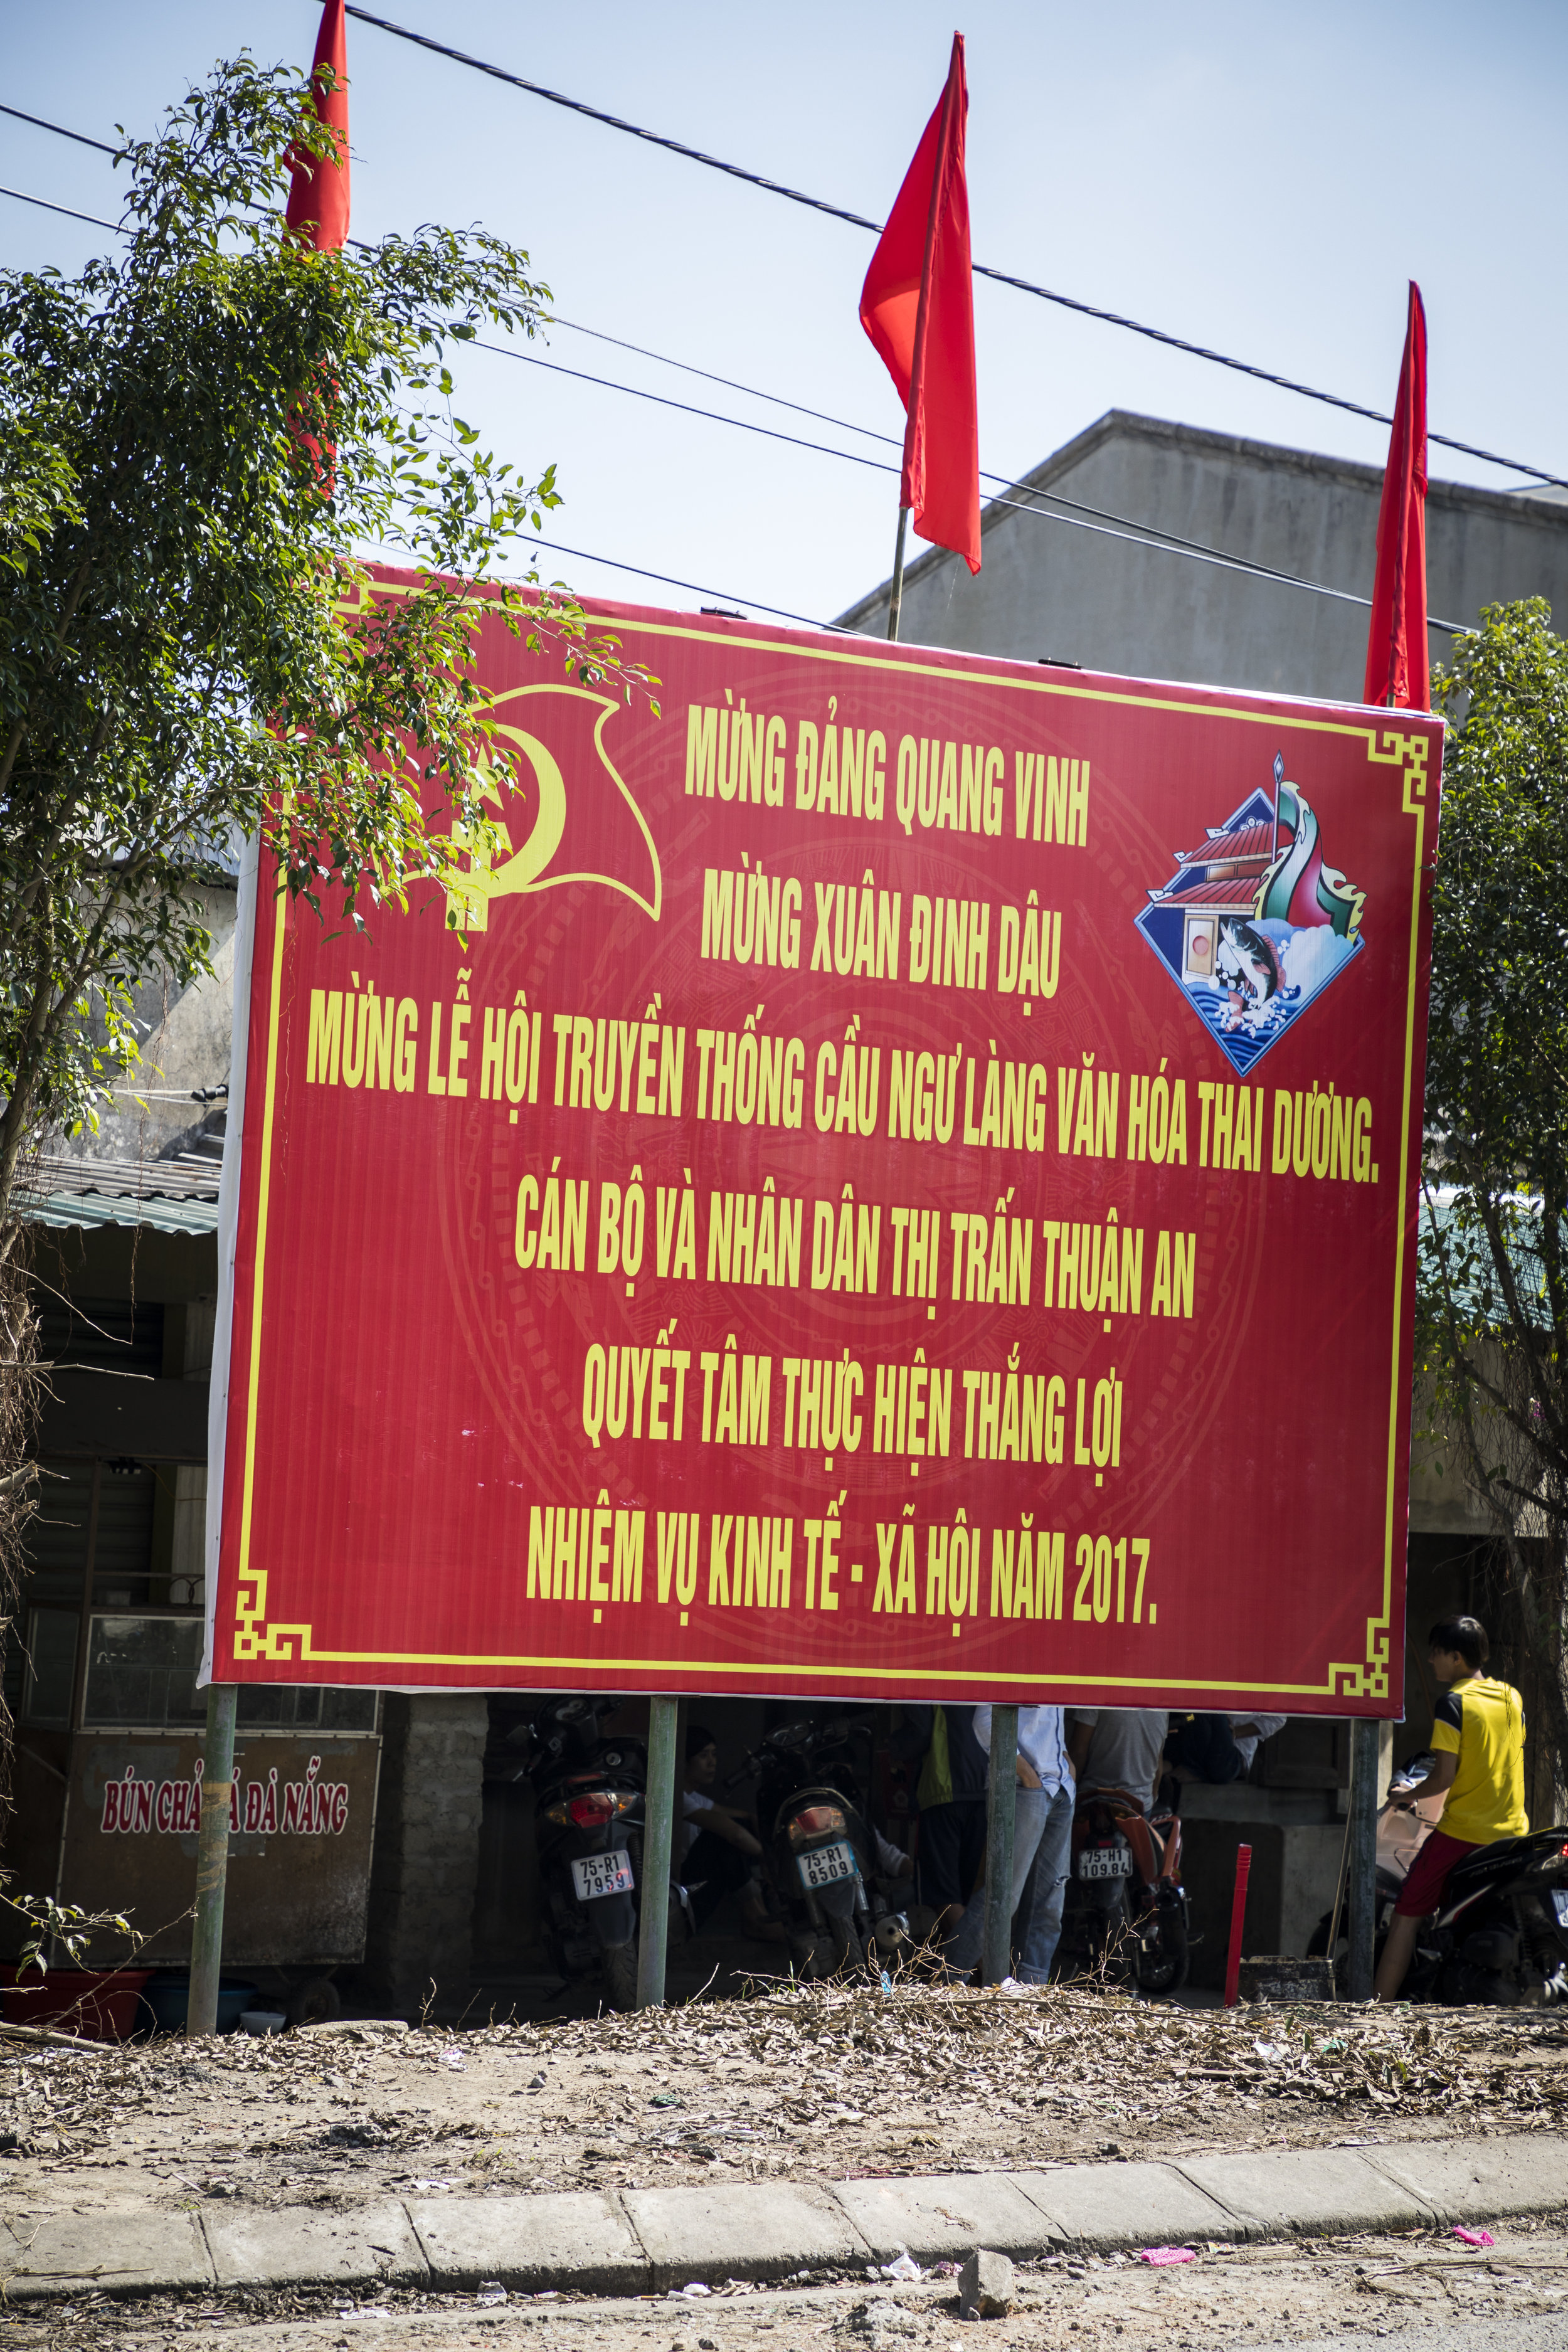 MỪNG ĐẢNG QUANG VINH
MỪNG XUÂN ĐINH DẬU
MỪNG LỄ HỘI TRUYỀN THỐNG CẦU NGƯ LÀNG VĂN HÓA THAI DƯƠNG.
CÁN BỘ VÀ NHÂN DÂN THỊ TRẤN THUẬN AN
QUYẾT TÂM THỰC HIỆN THẮNG LỢI
NHIỆM VỤ KINH TẾ - XÃ HỘI NĂM 2017.
BÚN CHẢ CÁ ĐÀ NẴNG
75-R1
7959
75-R1
8509
75-H1
109.84